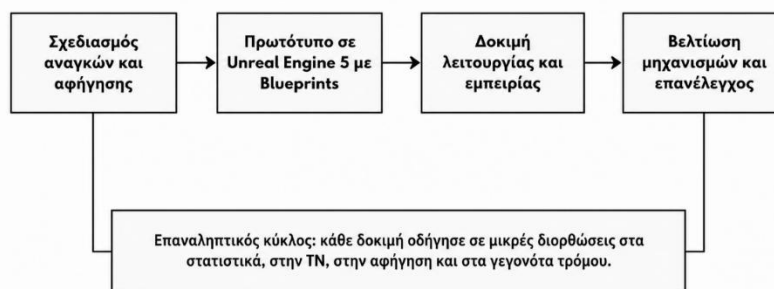 Σχεδιασμός
αναγκών και
αφήγησης
Πρωτότυπο σε
Unreal Engine 5 με
Blueprints
Δοκιμή
λειτουργίας και
εμπειρίας
Βελτίωση
μηχανισμών και
επανέλεγχος
Επαναληπτικός κύκλος: κάθε δοκιμή οδήγησε σε μικρές διορθώσεις στα
στατιστικά, στην ΤΝ, στην αφήγηση και στα γεγονότα τρόμου.